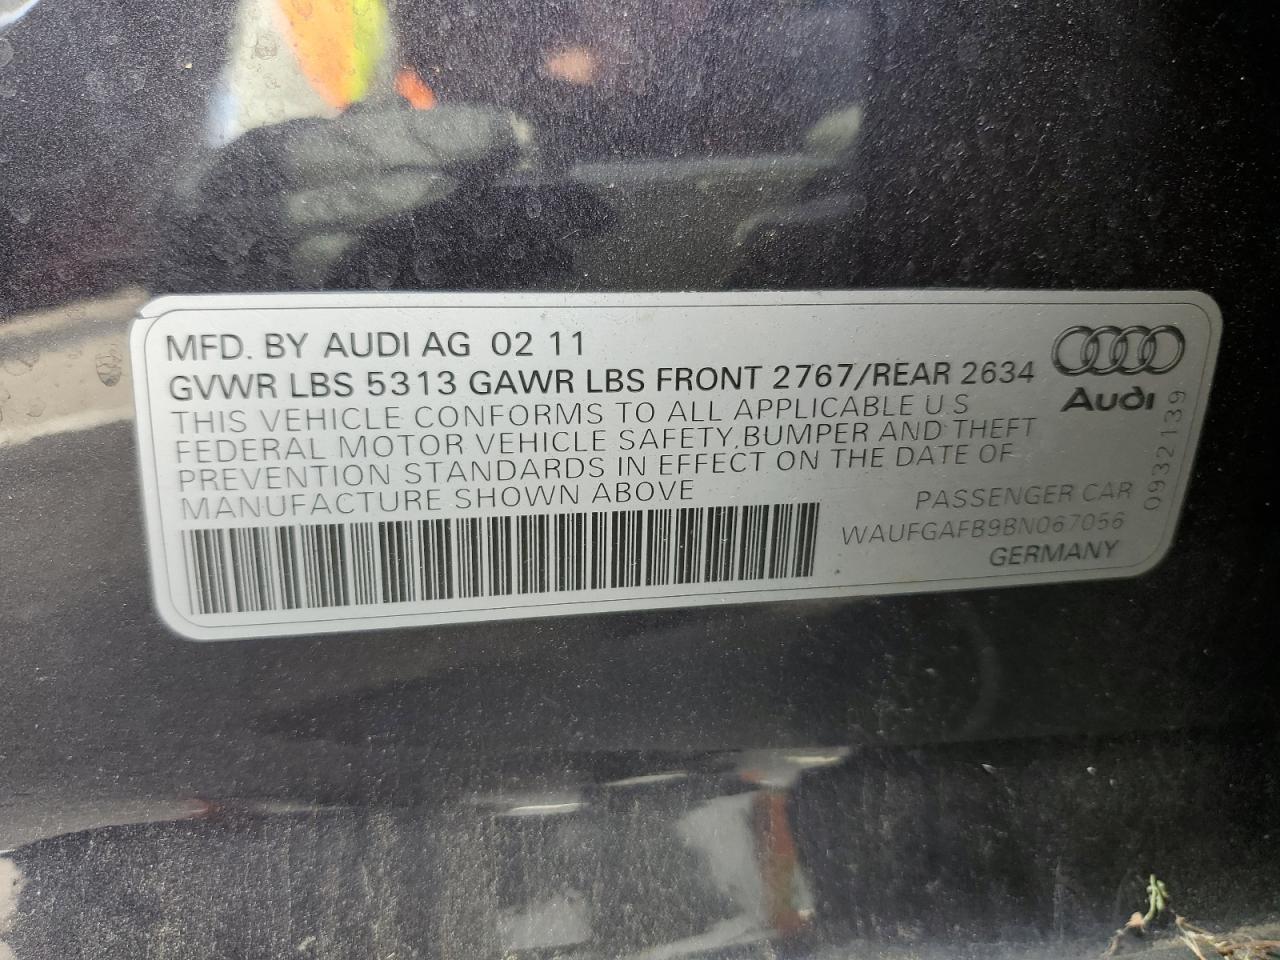 MFD. BY AUDI AG 02 11
GVWR LBS 5313 GAWR LBS FRONT 2767/REAR 2634
THIS VEHICLE CONFORMS TO ALL APPLICABLE U.S
FEDERAL MOTOR VEHICLE SAFETY, BUMPER AND THEFT
PREVENTION STANDARDS IN EFFECT ON THE DATE OF
MANUFACTURE SHOWN ABOVE
Audi
0932139
PASSENGER CAR
WAUFGAFB9BN067056
GERMANY